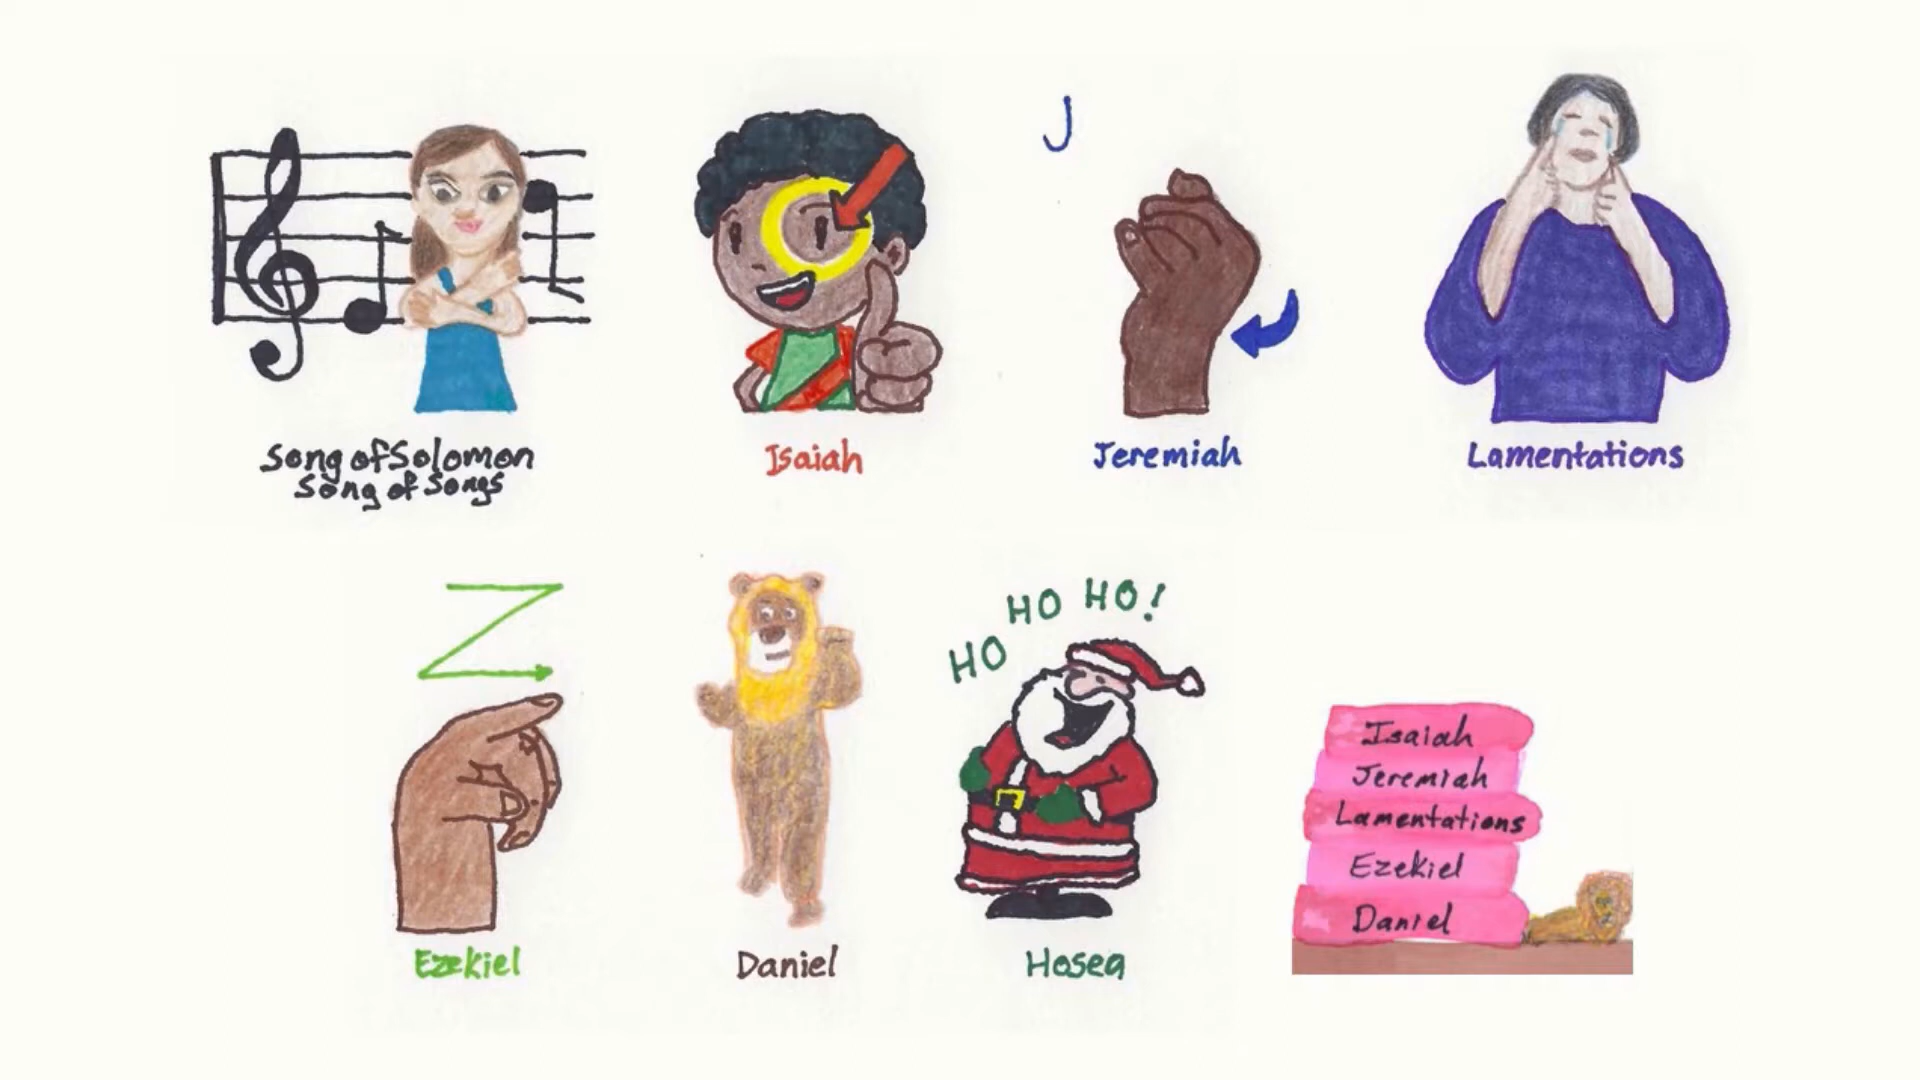 J
Song of Solomon
Song of Songs
Isaiah
Jeremiah
Lamentations
Z
Ezekiel
Daniel
HO HO HO!
Hosea
Isaiah
Jeremiah
Lamentations
Ezekiel
Daniel